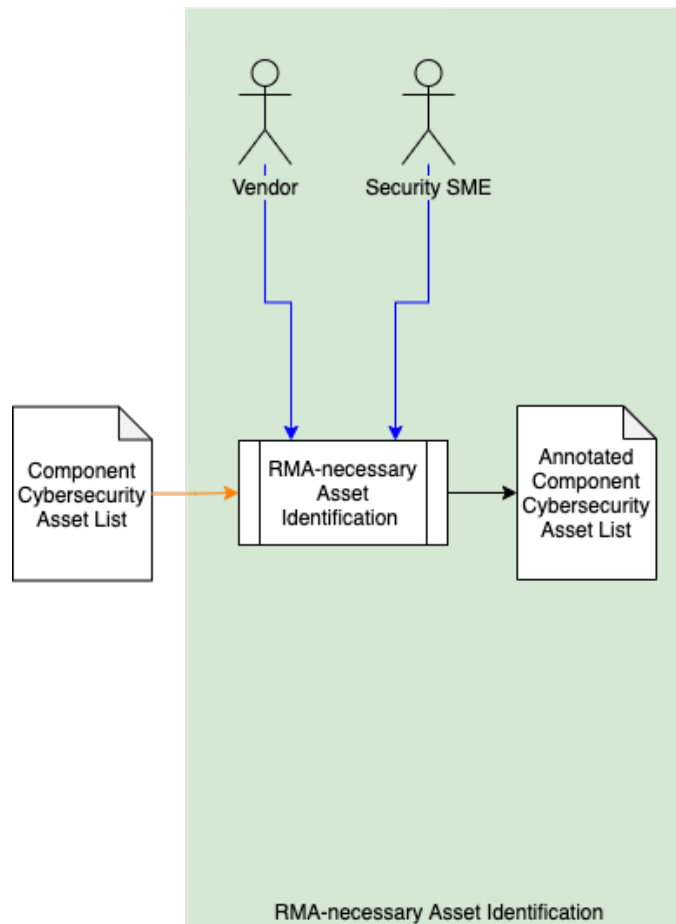 Vendor
Security SME
Component
Cybersecurity
Asset List
RMA-necessary
Asset
Identification
Annotated
Component
Cybersecurity
Asset List
RMA-necessary Asset Identification